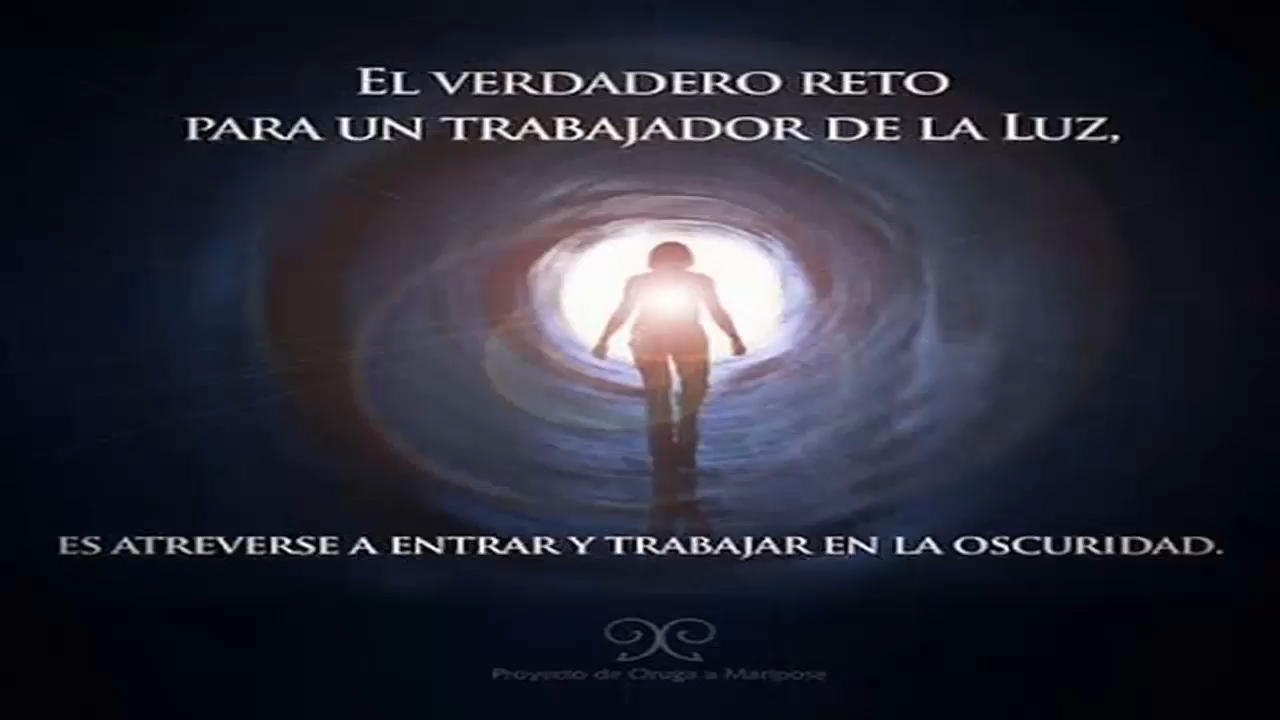 El verdadero reto
para un trabajador de la Luz,
es atreverse a entrar y trabajar en la oscuridad.
Proyecto de Oruga a Mariposa